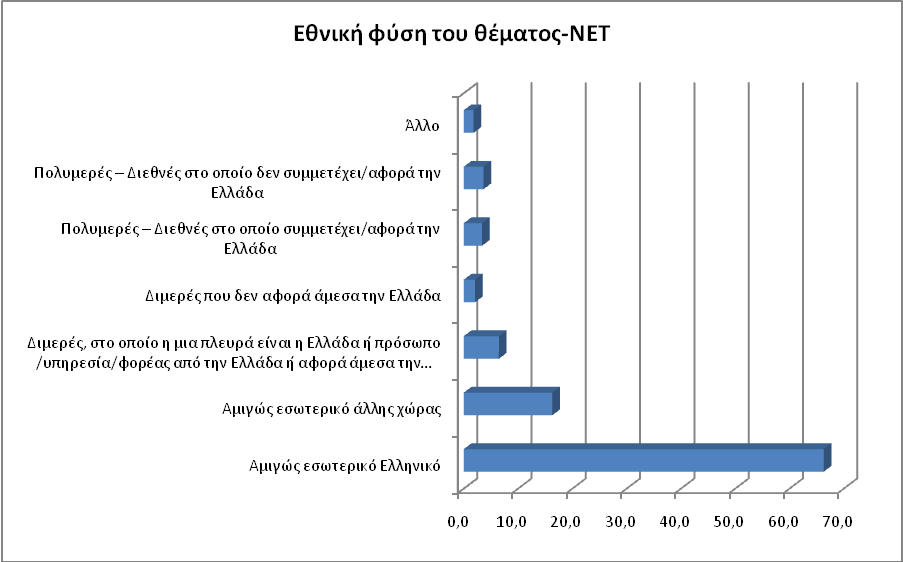 Εθνική φύση του θέματος-ΝΕΤ
Άλλο
Πολυμερές – Διεθνές στο οποίο δεν συμμετέχει/αφορά την
Ελλάδα
Πολυμερές – Διεθνές στο οποίο συμμετέχει/αφορά την
Ελλάδα
Διμερές που δεν αφορά άμεσα την Ελλάδα
Διμερές, στο οποίο η μια πλευρά είναι η Ελλάδα ή πρόσωπο
/υπηρεσία/φορέας από την Ελλάδα ή αφορά άμεσα την...
Αμιγώς εσωτερικό άλλης χώρας
Αμιγώς εσωτερικό Ελληνικό
0,0 10,0 20,0 30,0 40,0 50,0 60,0 70,0